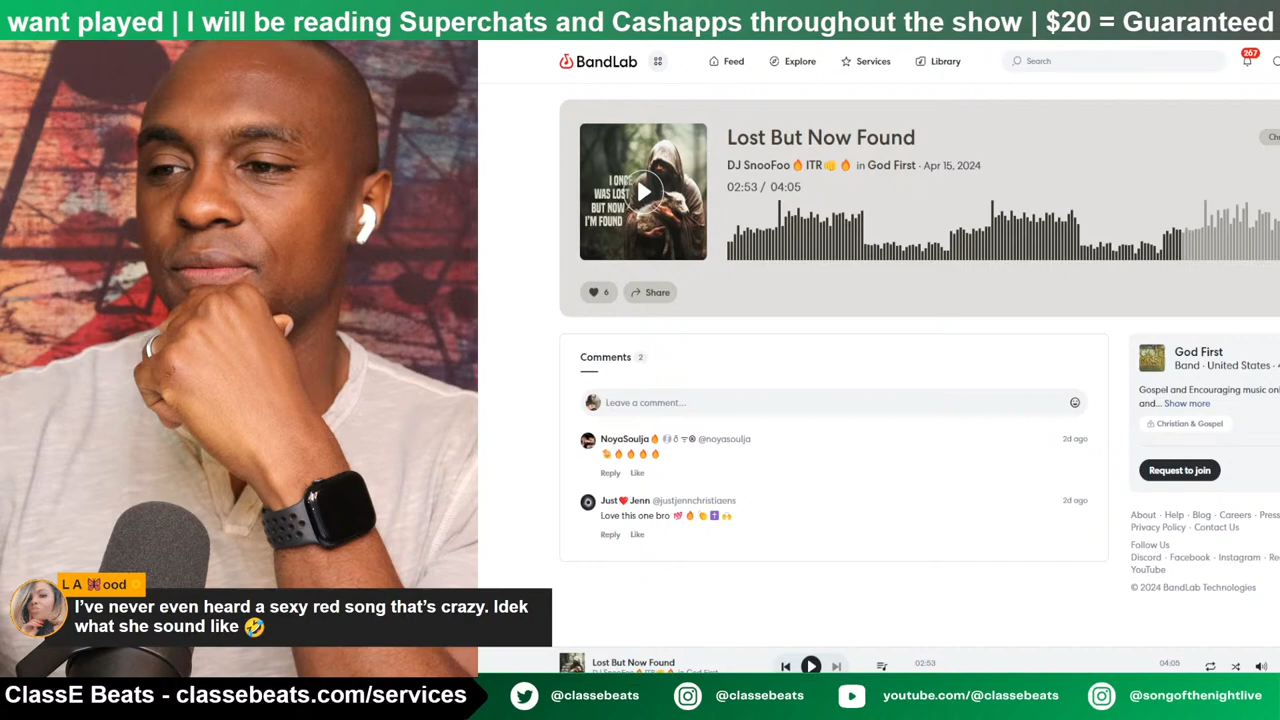 want played | I will be reading Superchats and Cashapps throughout the show | $20 = Guaranteed
BandLab
Feed
Explore
Services
Library
Search
267
Lost But Now Found
DJ SnooFoo🔥 ITR👊 🔥 in God First · Apr 15, 2024
02:53 / 04:05
I ONCE
WAS LOST
BUT NOW
I'M FOUND
6
Share
Comments 2
Leave a comment...
NoyaSoulja🔥 @noyasoulja
2d ago
🔥 🔥 🔥 🔥
Reply Like
Just❤️Jenn @justjennchristiaens
2d ago
Love this one bro 💯 🔥 👏 ✝️ 🙌
Reply Like
God First
Band · United States ·
Gospel and Encouraging music
and... Show more
Christian & Gospel
Request to join
About · Help · Blog · Careers · Press
Privacy Policy · Contact Us
Follow Us
Discord · Facebook · Instagram ·
YouTube
© 2024 BandLab Technologies
L A 🦋ood
I've never even heard a sexy red song that's crazy. Idek
what she sound like 🤣
Lost But Now Found
02:53
04:05
ClassE Beats - classebeats.com/services
@classebeats
@classebeats
youtube.com/@classebeats
@songofthenightlive